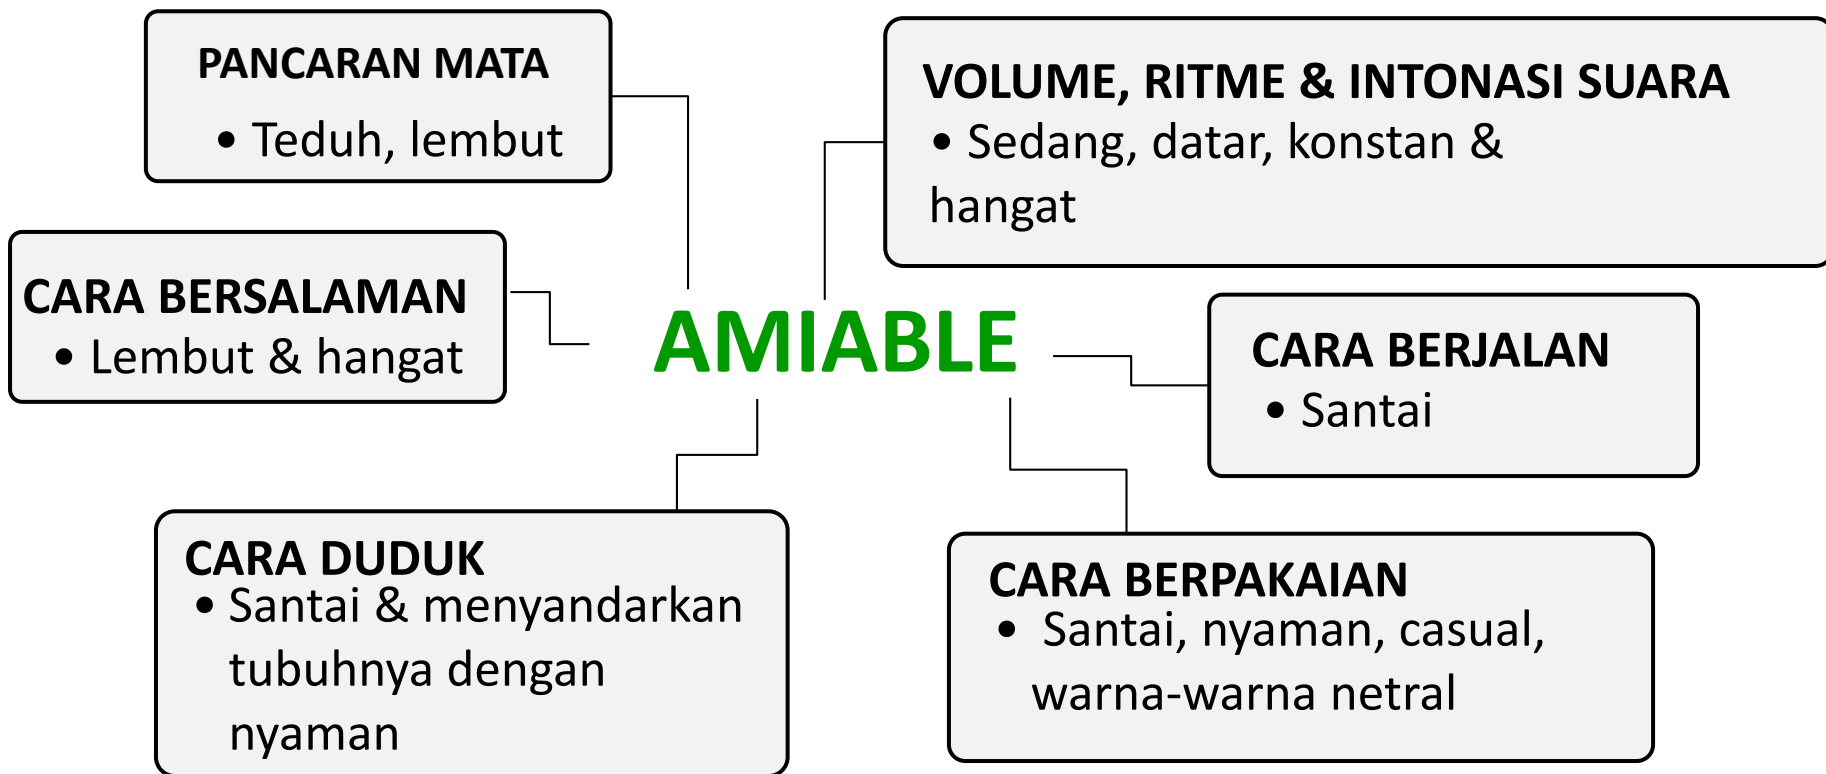 PANCARAN MATA
• Teduh, lembut
VOLUME, RITME & INTONASI SUARA
• Sedang, datar, konstan &
hangat
CARA BERSALAMAN
• Lembut & hangat
AMIABLE
CARA BERJALAN
• Santai
CARA DUDUK
• Santai & menyandarkan
tubuhnya dengan
nyaman
CARA BERPAKAIAN
• Santai, nyaman, casual,
warna-warna netral